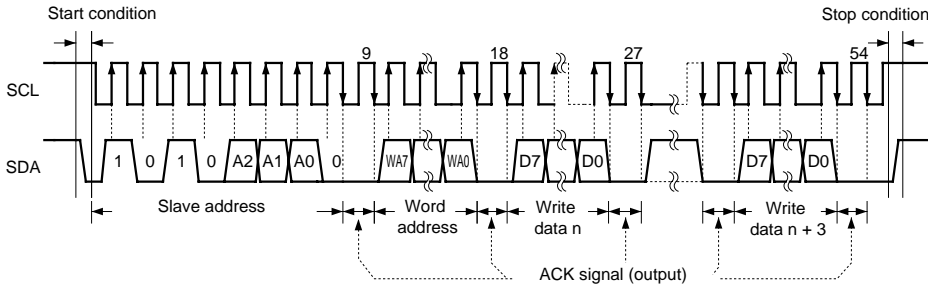 Start condition
Stop condition
9
18
27
54
SCL
SDA
1 0 1 0 A2 A1 A0 0 WA7 WA0 D7 D0 D7 D0
Slave address
Word
address
Write
data n
Write
data n + 3
ACK signal (output)